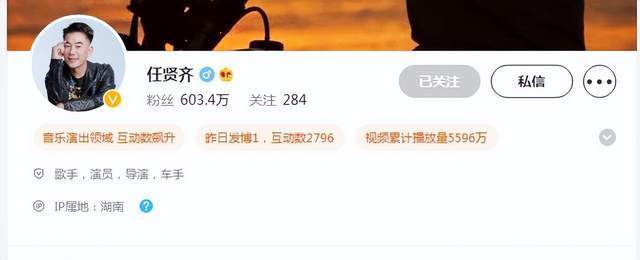 任贤齐
已关注
私信
粉丝 603.4万 关注 284
音乐演出领域 互动数飙升
昨日发博1，互动数2796
视频累计播放量5596万
歌手，演员，导演，车手
IP IP属地：湖南 ?